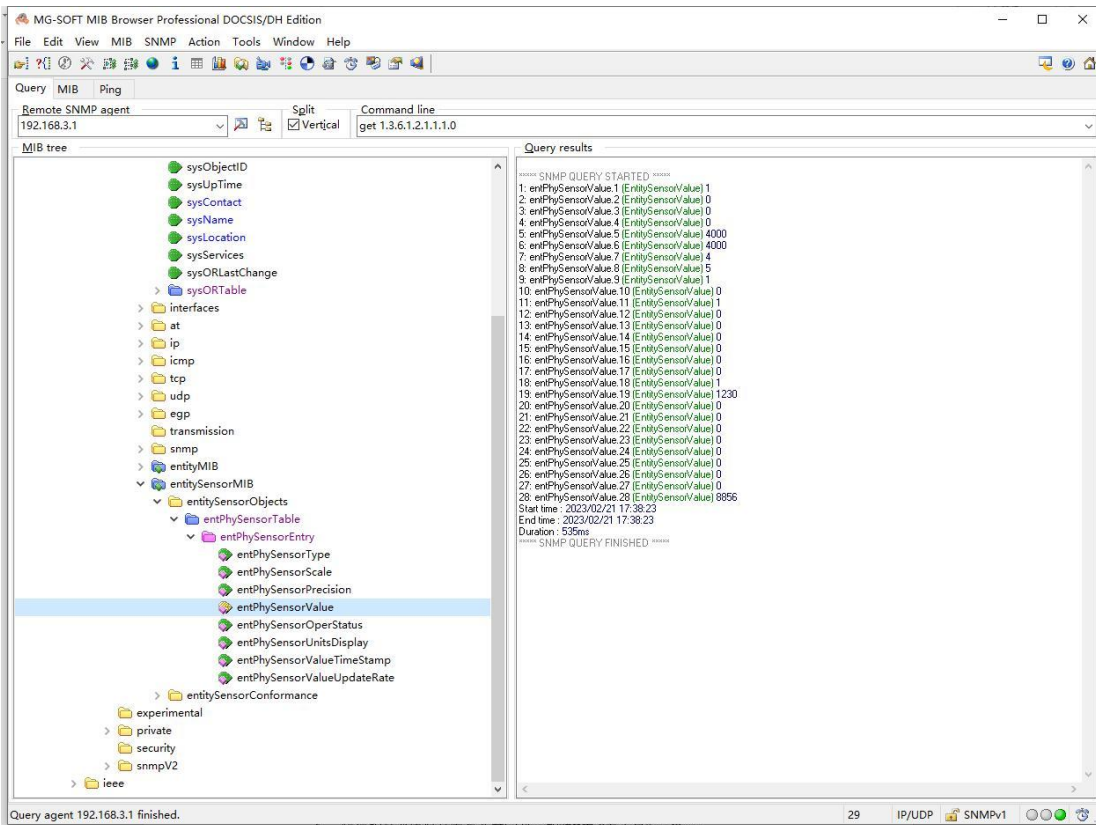 MG-SOFT MIB Browser Professional DOCSIS/DH Edition
File Edit View MIB SNMP Action Tools Window Help
Query MIB Ping
Remote SNMP agent Split Command line
192.168.3.1 Vertical get 1.3.6.1.2.1.1.1.0
MIB tree
sysObjectID
sysUpTime
sysContact
sysName
sysLocation
sysServices
sysORLastChange
sysORTable
interfaces
at
ip
icmp
tcp
udp
egp
transmission
snmp
entityMIB
entitySensorMIB
entitySensorObjects
entPhySensorTable
entPhySensorEntry
entPhySensorType
entPhySensorScale
entPhySensorPrecision
entPhySensorValue
entPhySensorOperStatus
entPhySensorUnitsDisplay
entPhySensorValueTimeStamp
entPhySensorValueUpdateRate
entitySensorConformance
experimental
private
security
snmpV2
ieee
Query results
***** SNMP QUERY STARTED *****
1: entPhySensorValue.1 (EntitySensorValue) 1
2: entPhySensorValue.2 (EntitySensorValue) 0
3: entPhySensorValue.3 (EntitySensorValue) 0
4: entPhySensorValue.4 (EntitySensorValue) 0
5: entPhySensorValue.5 (EntitySensorValue) 4000
6: entPhySensorValue.6 (EntitySensorValue) 4000
7: entPhySensorValue.7 (EntitySensorValue) 4
8: entPhySensorValue.8 (EntitySensorValue) 5
9: entPhySensorValue.9 (EntitySensorValue) 1
10: entPhySensorValue.10 (EntitySensorValue) 0
11: entPhySensorValue.11 (EntitySensorValue) 1
12: entPhySensorValue.12 (EntitySensorValue) 0
13: entPhySensorValue.13 (EntitySensorValue) 0
14: entPhySensorValue.14 (EntitySensorValue) 0
15: entPhySensorValue.15 (EntitySensorValue) 0
16: entPhySensorValue.16 (EntitySensorValue) 0
17: entPhySensorValue.17 (EntitySensorValue) 0
18: entPhySensorValue.18 (EntitySensorValue) 1
19: entPhySensorValue.19 (EntitySensorValue) 1230
20: entPhySensorValue.20 (EntitySensorValue) 0
21: entPhySensorValue.21 (EntitySensorValue) 0
22: entPhySensorValue.22 (EntitySensorValue) 0
23: entPhySensorValue.23 (EntitySensorValue) 0
24: entPhySensorValue.24 (EntitySensorValue) 0
25: entPhySensorValue.25 (EntitySensorValue) 0
26: entPhySensorValue.26 (EntitySensorValue) 0
27: entPhySensorValue.27 (EntitySensorValue) 0
28: entPhySensorValue.28 (EntitySensorValue) 8856
Start time : 2023/02/21 17:38:23
End time : 2023/02/21 17:38:23
Duration : 535ms
***** SNMP QUERY FINISHED *****
Query agent 192.168.3.1 finished. 29 IP/UDP SNMPv1